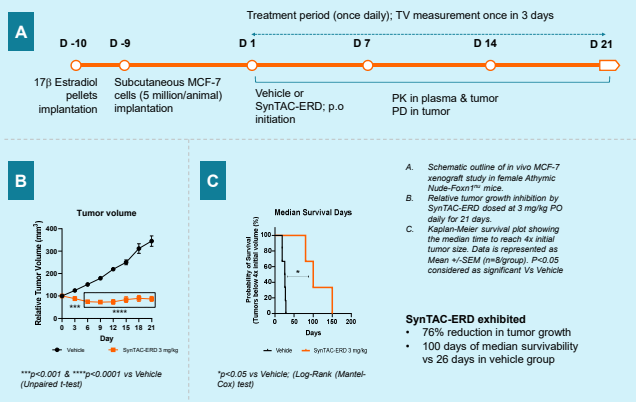 A
Treatment period (once daily); TV measurement once in 3 days
D -10 D -9 D 1 D 7 D 14 D 21
17β Estradiol
pellets
implantation
Subcutaneous MCF-7
cells (5 million/animal)
implantation
Vehicle or
SynTAC-ERD; p.o
initiation
PK in plasma & tumor
PD in tumor
B
Tumor volume
Relative Tumor Volume (mm³)
400
300
200
100
0
*** ****
0 3 6 9 12 15 18 21
Day
Vehicle SynTAC-ERD 3 mg/kg
***p<0.001 & ****p<0.0001 vs Vehicle
(Unpaired t-test)
C
Median Survival Days
Probability of Survival
(Tumors below 4x initial volume (%)
100
80
60
40
20
0
*
0 50 100 150 200
Days
Vehicle SynTAC-ERD 3 mg/kg
*p<0.05 vs Vehicle; (Log-Rank (Mantel-
Cox) test)
A. Schematic outline of in vivo MCF-7
xenograft study in female Athymic
Nude-Foxn1ⁿᵘ mice.
B. Relative tumor growth inhibition by
SynTAC-ERD dosed at 3 mg/kg PO
daily for 21 days.
C. Kaplan-Meier survival plot showing
the median time to reach 4x initial
tumor size. Data is represented as
Mean +/-SEM (n=8/group). P<0.05
considered as significant Vs Vehicle
SynTAC-ERD exhibited
• 76% reduction in tumor growth
• 100 days of median survivability
vs 26 days in vehicle group